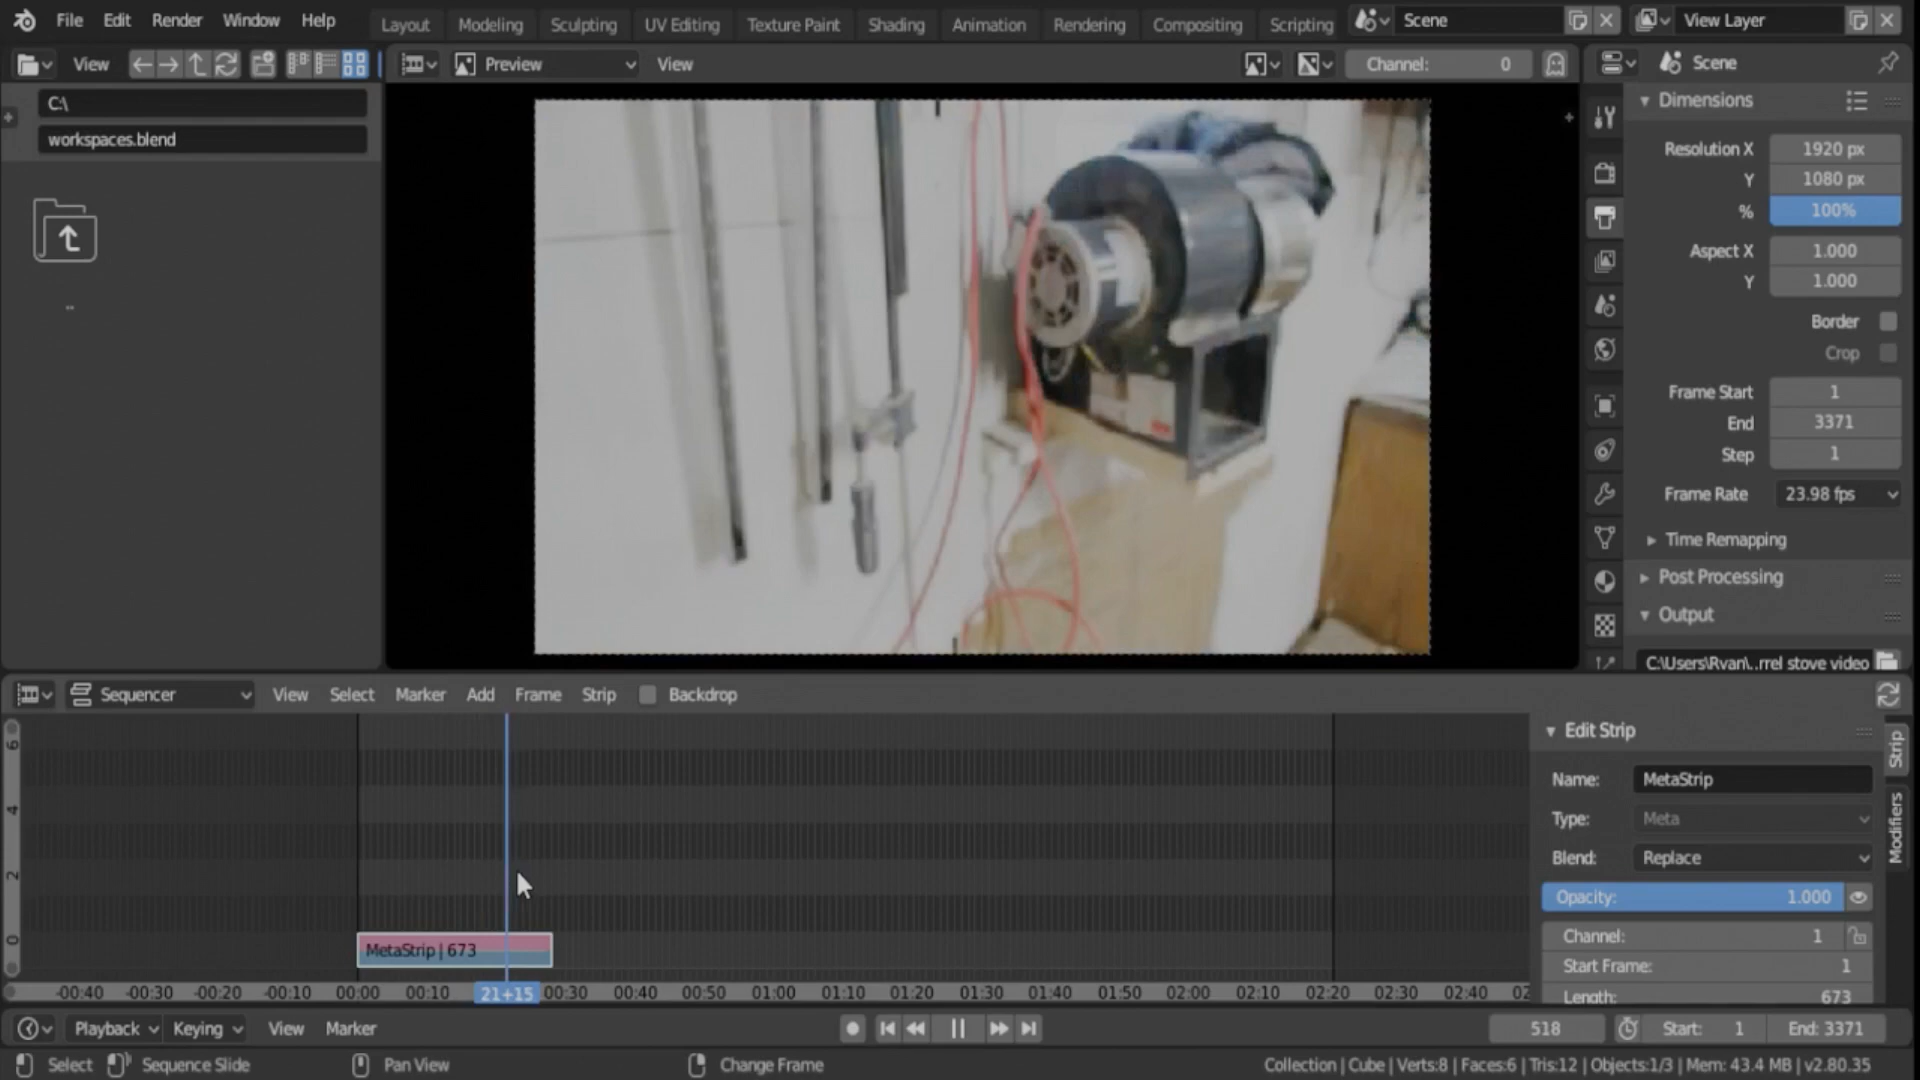 File Edit Render Window Help Layout Modeling Sculpting UV Editing Texture Paint Shading Animation Rendering Compositing Scripting Scene View Layer
View Preview View Channel: 0 Scene
C:\
workspaces.blend
..
Dimensions
Resolution X 1920 px
Y 1080 px
% 100%
Aspect X 1.000
Y 1.000
Border
Crop
Frame Start 1
End 3371
Step 1
Frame Rate 23.98 fps
Time Remapping
Post Processing
Output
C:\Users\Ryan\..rrel stove video
Sequencer View Select Marker Add Frame Strip Backdrop
6
4
2
0
MetaStrip | 673
-00:40 -00:30 -00:20 -00:10 00:00 00:10 21+15 00:30 00:40 00:50 01:00 01:10 01:20 01:30 01:40 01:50 02:00 02:10 02:20 02:30 02:40 02
Edit Strip
Name: MetaStrip
Type: Meta
Blend: Replace
Opacity: 1.000
Channel: 1
Start Frame: 1
Length: 673
Strip
Modifiers
Playback Keying View Marker 518 Start: 1 End: 3371
Select Sequence Slide Pan View Change Frame Collection | Cube | Verts:8 | Faces:6 | Tris:12 | Objects:1/3 | Mem: 43.4 MB | v2.80.35